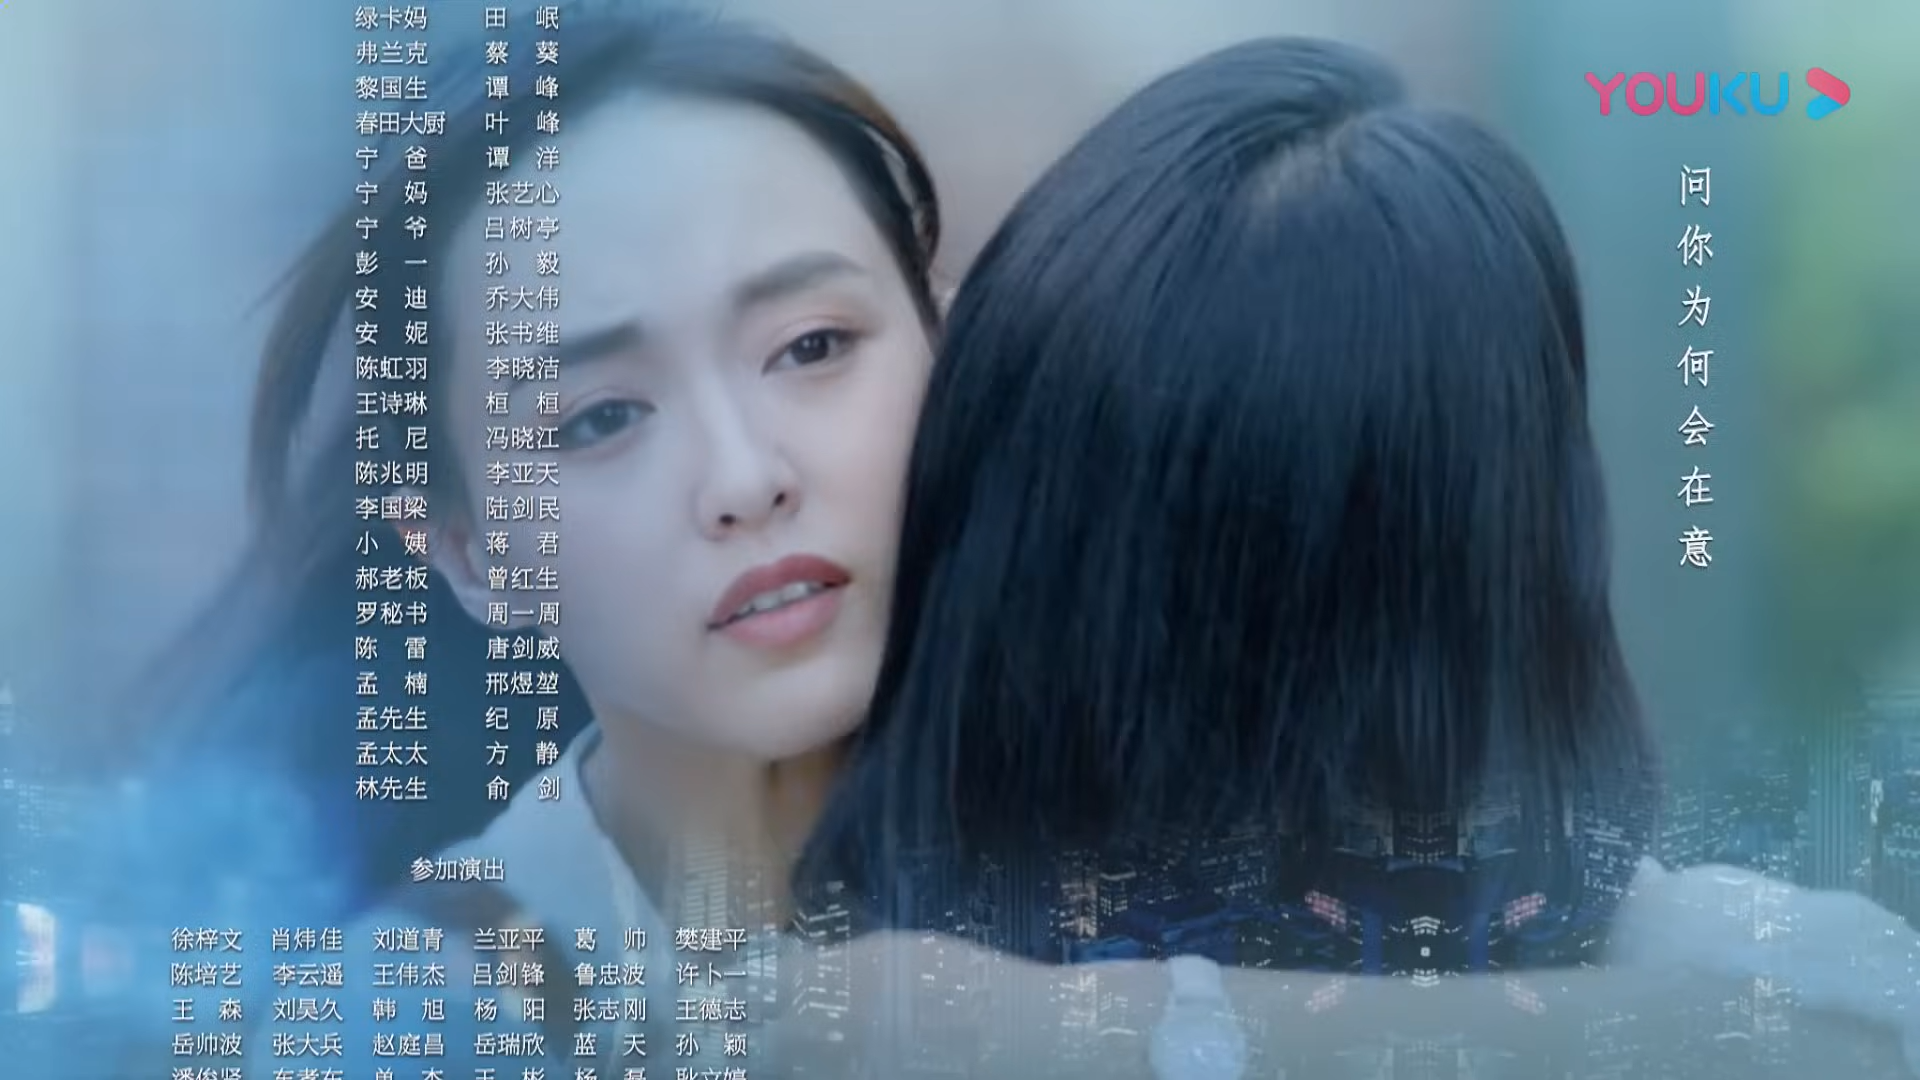 绿卡妈 田岷
弗兰克 蔡葵
黎国生 谭峰
春田大厨 叶峰
宁爸 谭洋
宁妈 张艺心
宁爷 吕树亭
彭一 孙毅
安迪 乔大伟
安妮 张书维
陈虹羽 李晓洁
王诗琳 桓桓
托尼 冯晓江
陈兆明 李亚天
李国梁 陆剑民
小姨 蒋君
郝老板 曾红生
罗秘书 周一周
陈雷 唐剑威
孟楠 邢煜堃
孟先生 纪原
孟太太 方静
林先生 俞剑
参加演出
徐梓文 肖炜佳 刘道青 兰亚平 葛帅 樊建平
陈培艺 李云遥 王伟杰 吕剑锋 鲁忠波 许卜一
王森 刘昊久 韩旭 杨阳 张志刚 王德志
岳帅波 张大兵 赵庭昌 岳瑞欣 蓝天 孙颖
YOUKU
问你为何会在意